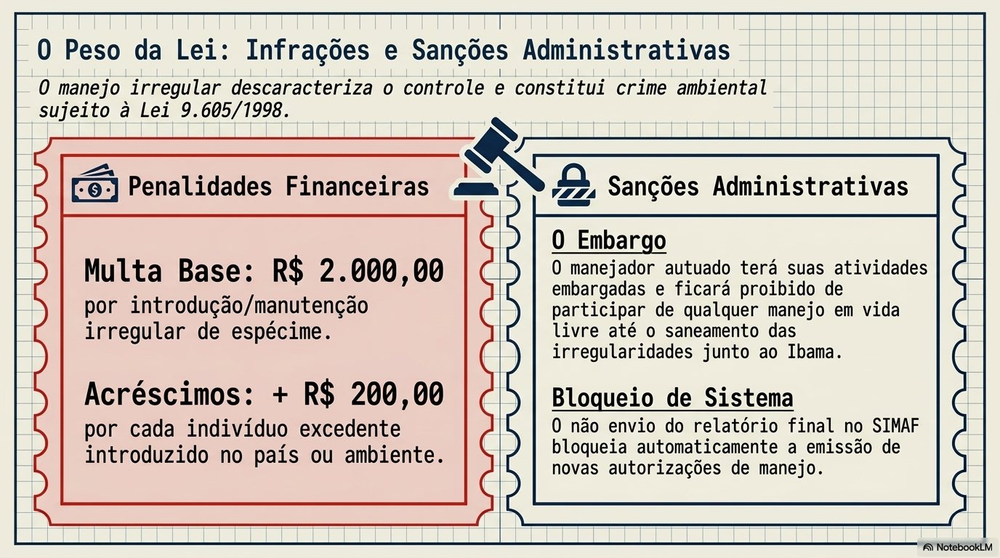 O Peso da Lei: Infrações e Sanções Administrativas
O manejo irregular descaracteriza o controle e constitui crime ambiental
sujeito à Lei 9.605/1998.
Penalidades Financeiras
Multa Base: R$ 2.000,00
por introdução/manutenção
irregular de espécime.
Acréscimos: + R$ 200,00
por cada indivíduo excedente
introduzido no país ou ambiente.
Sanções Administrativas
O Embargo
O manejador autuado terá suas atividades
embargadas e ficará proibido de
participar de qualquer manejo em vida
livre até o saneamento das
irregularidades junto ao Ibama.
Bloqueio de Sistema
O não envio do relatório final no SIMAF
bloqueia automaticamente a emissão de
novas autorizações de manejo.
NotebookLM